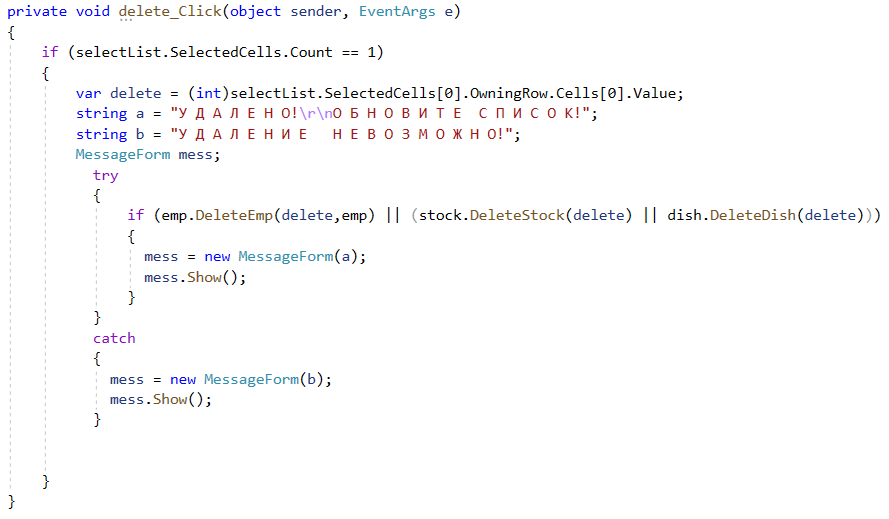 private void delete_Click(object sender, EventArgs e)
{
if (selectList.SelectedCells.Count == 1)
{
var delete = (int)selectList.SelectedCells[0].OwningRow.Cells[0].Value;
string a = "У Д А Л Е Н О!\r\nО Б Н О В И Т Е  С П И С О К!";
string b = "У Д А Л Е Н И Е   Н Е В О З М О Ж Н О!";
MessageForm mess;
try
{
if (emp.DeleteEmp(delete,emp) || (stock.DeleteStock(delete) || dish.DeleteDish(delete)))
{
mess = new MessageForm(a);
mess.Show();
}
}
catch
{
mess = new MessageForm(b);
mess.Show();
}
}
}